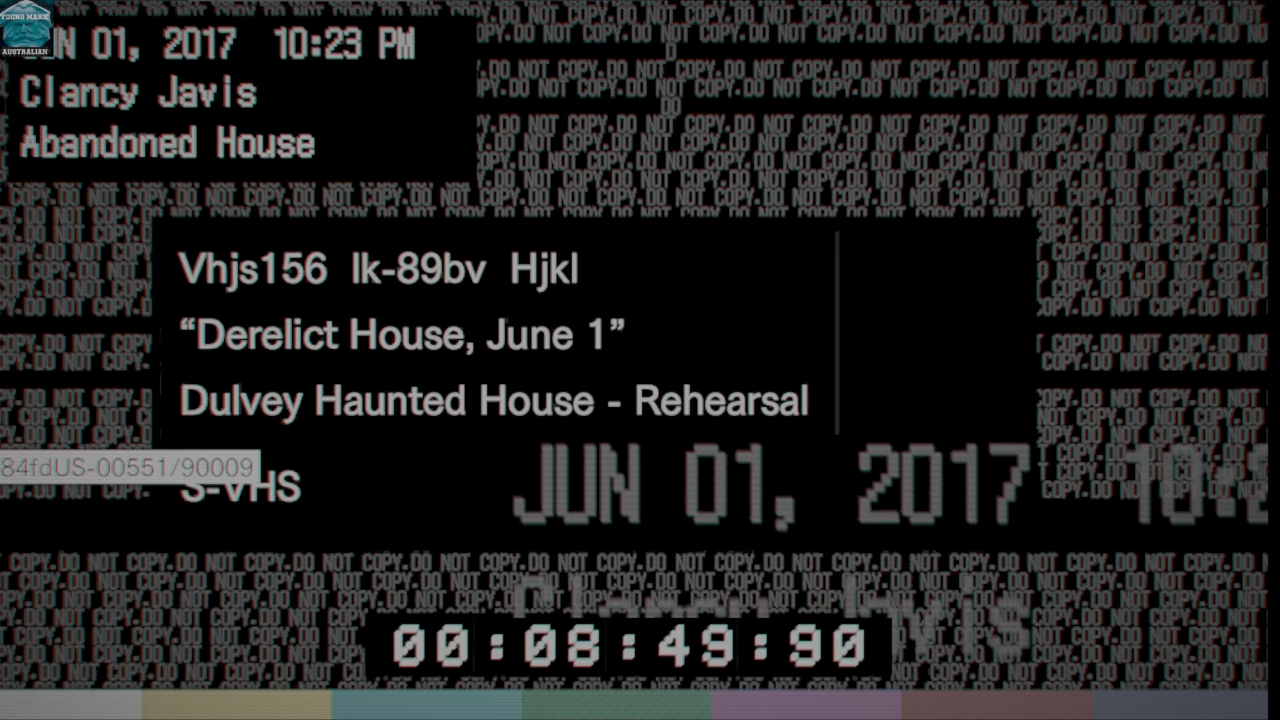 YOUNG MARK
AUSTRALIAN
JUN 01, 2017 10:23 PM
Clancy Javis
Abandoned House
Vhjs156 lk-89bv Hjkl
“Derelict House, June 1”
Dulvey Haunted House - Rehearsal
84fdUS-00551/90009
S-VHS
JUN 01, 2017
Clancy Javis
00:08:49:90
DO NOT COPY.DO NOT COPY.DO NOT COPY.DO NOT COPY.DO NOT COPY.DO NOT COPY.DO NOT COPY